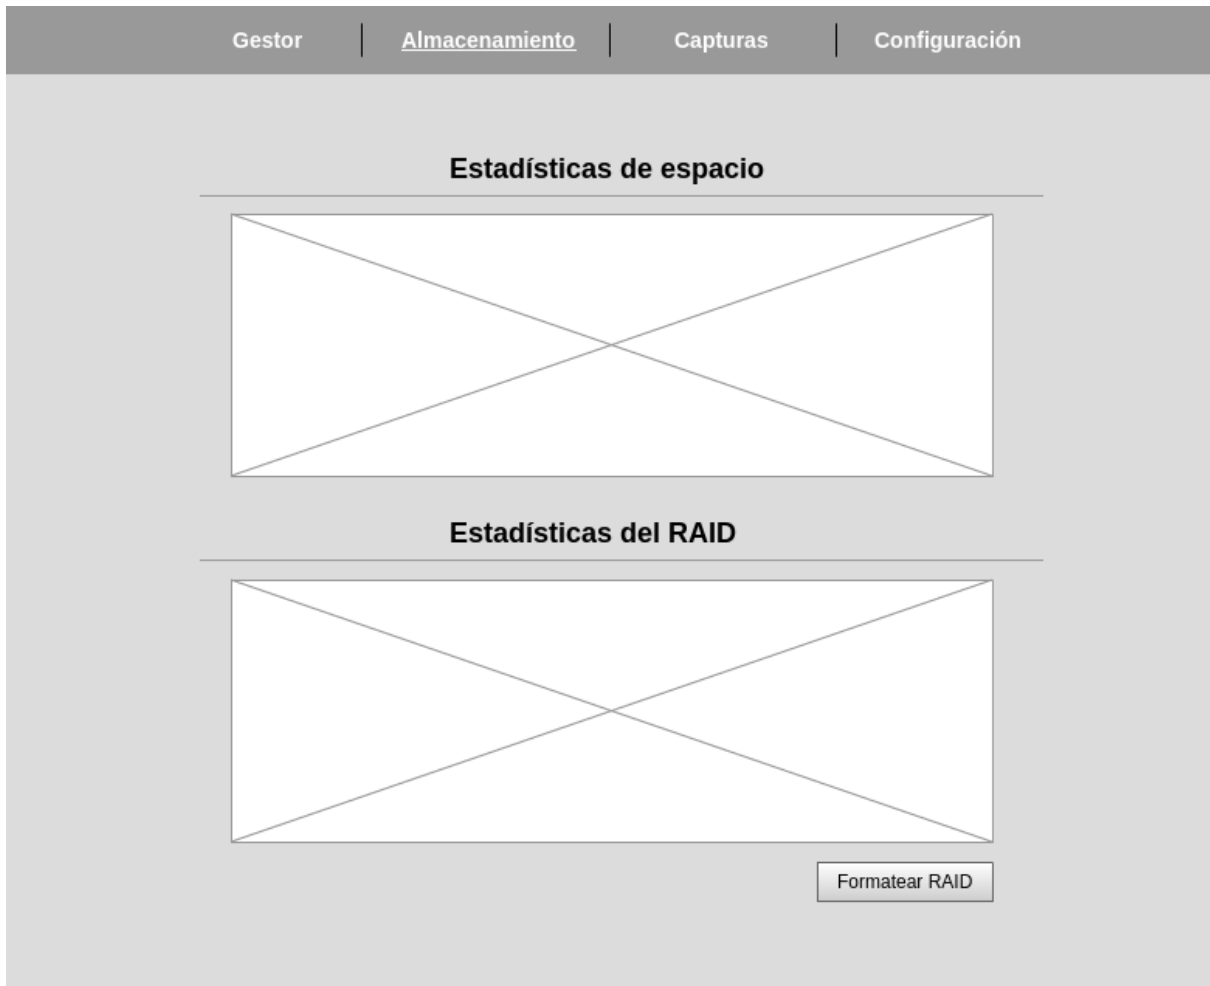 Gestor Almacenamiento Capturas Configuración
Estadísticas de espacio
Estadísticas del RAID
Formatear RAID